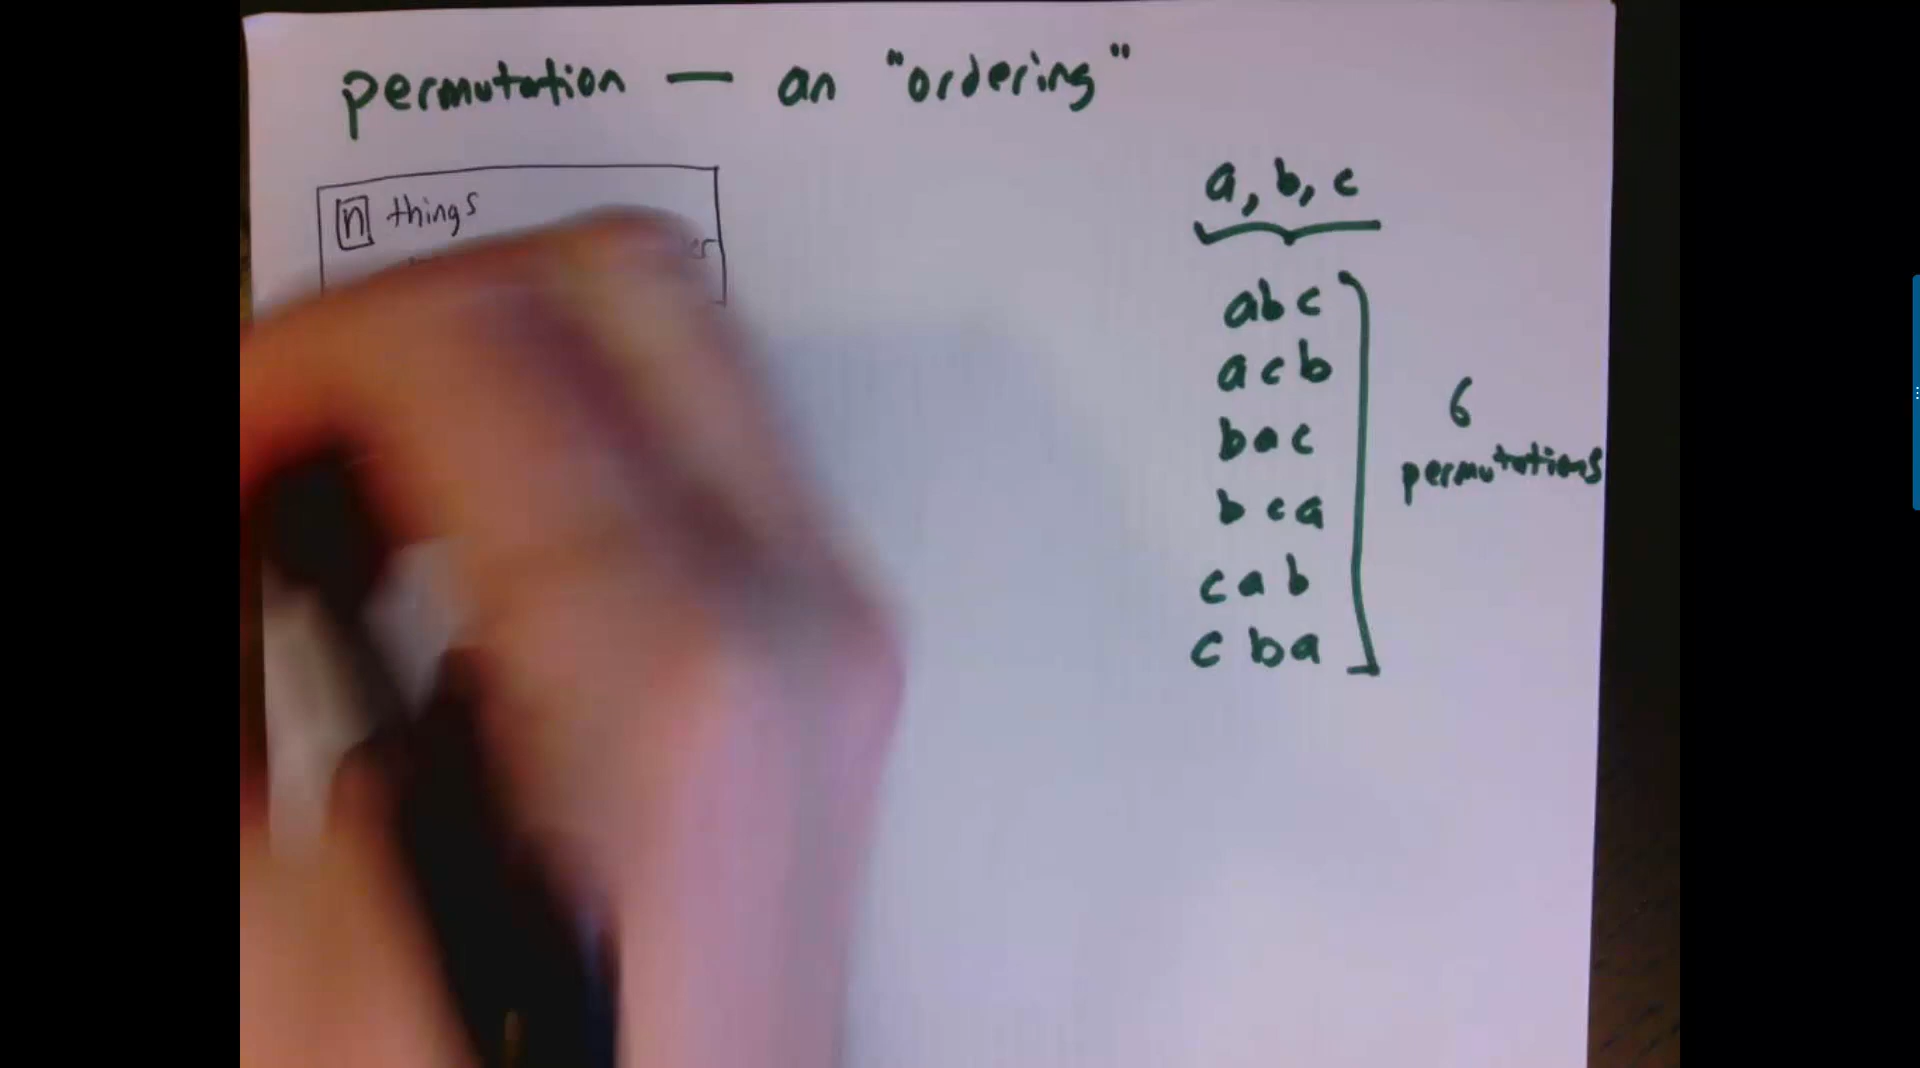 permutation — an "ordering"
n things
a, b, c
abc
acb
bac
bca
cab
cba
6
permutations